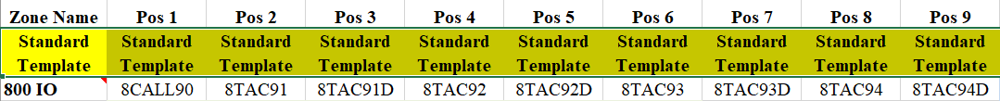 Zone Name Pos 1 Pos 2 Pos 3 Pos 4 Pos 5 Pos 6 Pos 7 Pos 8 Pos 9
Standard Standard Standard Standard Standard Standard Standard Standard Standard Standard
Template Template Template Template Template Template Template Template Template Template
800 IO 8CALL90 8TAC91 8TAC91D 8TAC92 8TAC92D 8TAC93 8TAC93D 8TAC94 8TAC94D